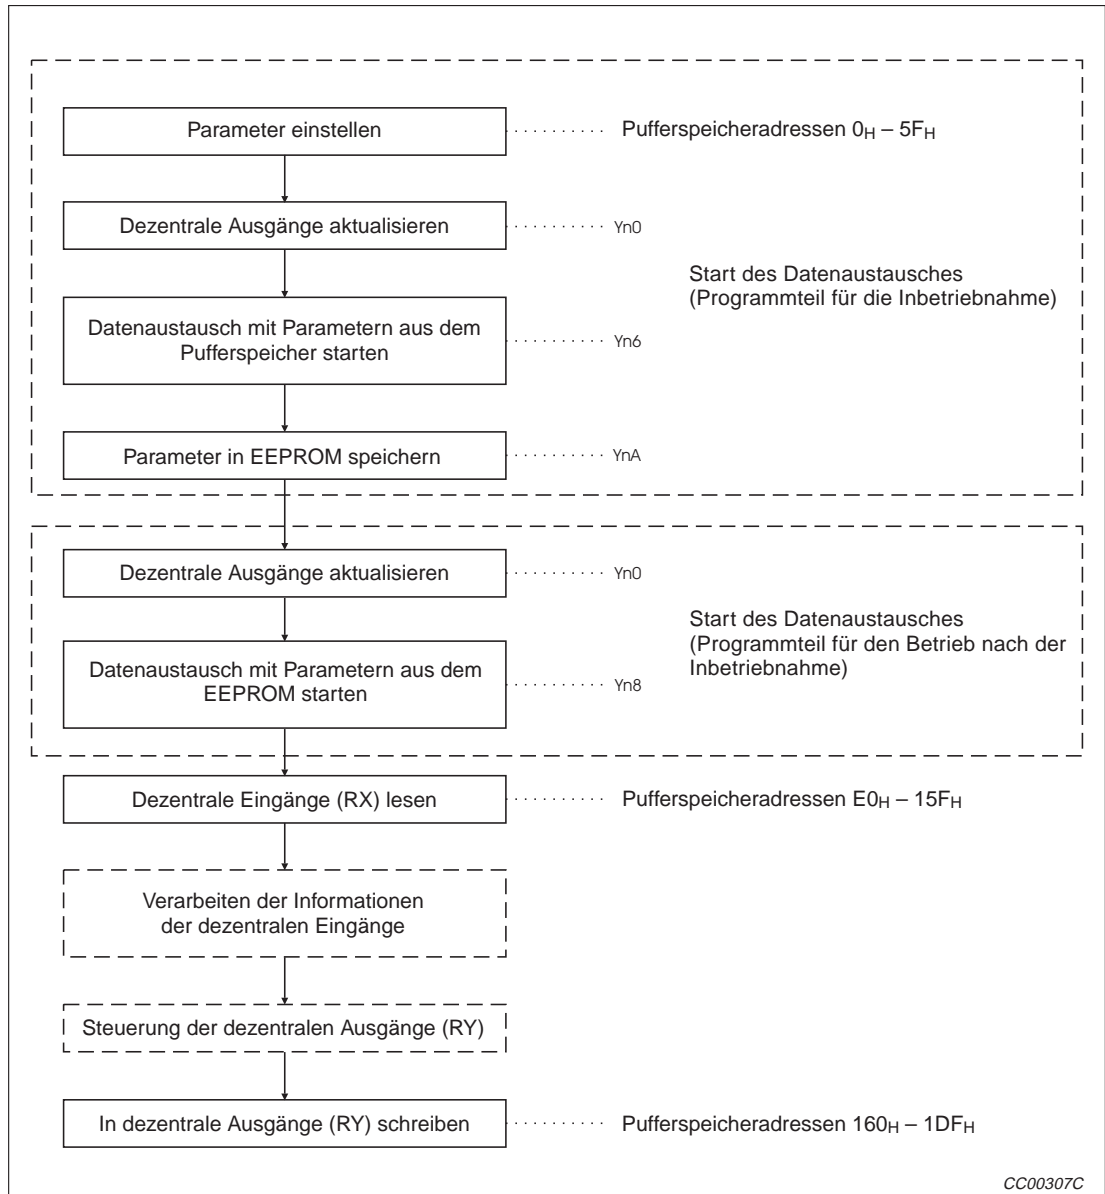 Parameter einstellen
Pufferspeicheradressen 0H – 5FH
Dezentrale Ausgänge aktualisieren
Yn0
Start des Datenaustausches
(Programmteil für die Inbetriebnahme)
Datenaustausch mit Parametern aus dem
Pufferspeicher starten
Yn6
Parameter in EEPROM speichern
YnA
Dezentrale Ausgänge aktualisieren
Yn0
Start des Datenaustausches
(Programmteil für den Betrieb nach der
Inbetriebnahme)
Datenaustausch mit Parametern aus dem
EEPROM starten
Yn8
Dezentrale Eingänge (RX) lesen
Pufferspeicheradressen E0H – 15FH
Verarbeiten der Informationen
der dezentralen Eingänge
Steuerung der dezentralen Ausgänge (RY)
In dezentrale Ausgänge (RY) schreiben
Pufferspeicheradressen 160H – 1DFH
CC00307C